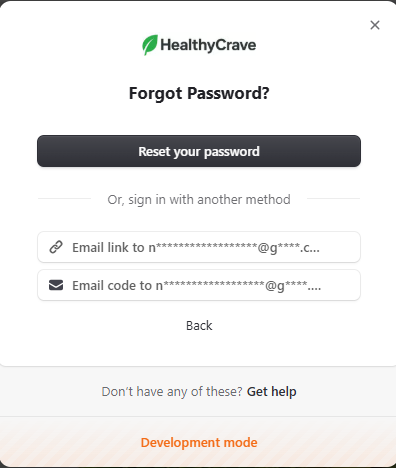 HealthyCrave
Forgot Password?
Reset your password
Or, sign in with another method
Email link to n******************@g****.c...
Email code to n******************@g****....
Back
Don't have any of these? Get help
Development mode